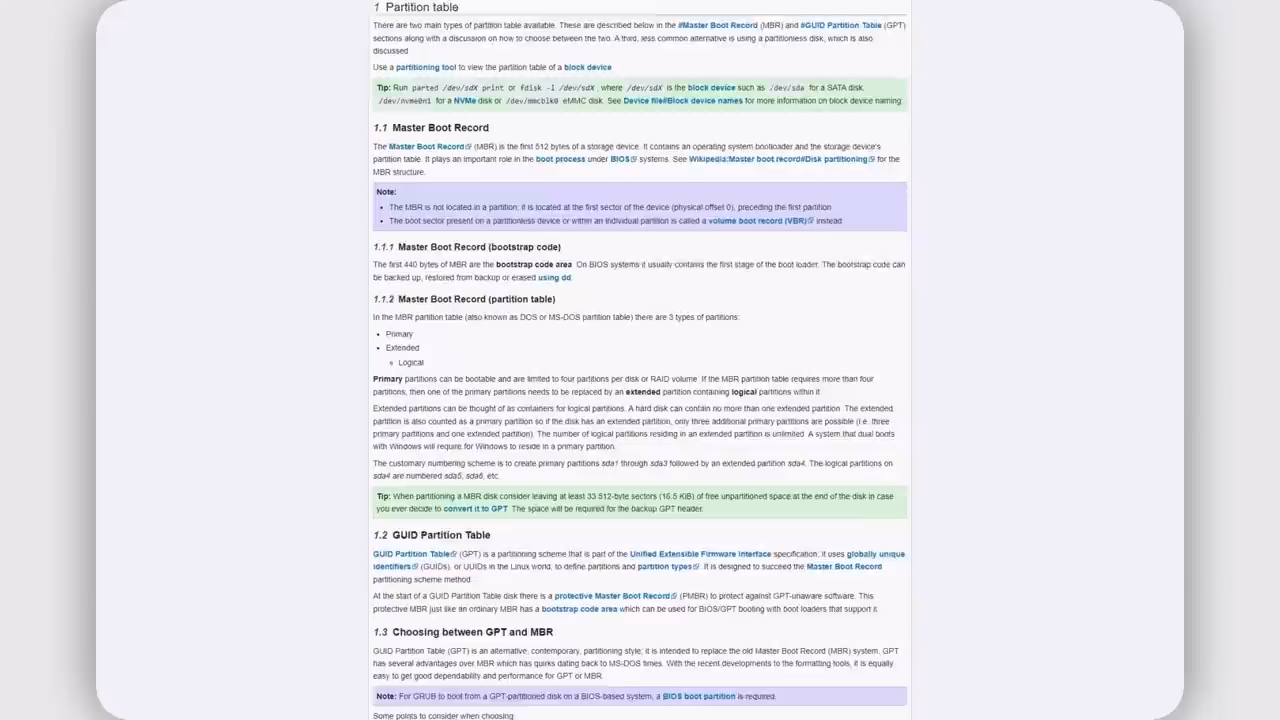 1 Partition table
There are two main types of partition table available. These are described below in the #Master Boot Record (MBR) and #GUID Partition Table (GPT)
sections along with a discussion on how to choose between the two. A third, less common alternative is using a partitionless disk, which is also
discussed
Use a partitioning tool to view the partition table of a block device
Tip: Run parted /dev/sdX print or fdisk -l /dev/sdX, where /dev/sdX is the block device such as /dev/sda for a SATA disk,
/dev/nvme0n1 for a NVMe disk or /dev/mmcblk0 eMMC disk. See Device file#Block device names for more information on block device naming.
1.1 Master Boot Record
The Master Boot Record (MBR) is the first 512 bytes of a storage device. It contains an operating system bootloader and the storage device's
partition table. It plays an important role in the boot process under BIOS systems. See Wikipedia:Master boot record#Disk partitioning for the
MBR structure.
Note:
• The MBR is not located in a partition; it is located at the first sector of the device (physical offset 0), preceding the first partition
• The boot sector present on a partitionless device or within an individual partition is called a volume boot record (VBR) instead
1.1.1 Master Boot Record (bootstrap code)
The first 440 bytes of MBR are the bootstrap code area. On BIOS systems it usually contains the first stage of the boot loader. The bootstrap code can
be backed up, restored from backup or erased using dd.
1.1.2 Master Boot Record (partition table)
In the MBR partition table (also known as DOS or MS-DOS partition table) there are 3 types of partitions:
• Primary
• Extended
Logical
Primary partitions can be bootable and are limited to four partitions per disk or RAID volume. If the MBR partition table requires more than four
partitions, then one of the primary partitions needs to be replaced by an extended partition containing logical partitions within it.
Extended partitions can be thought of as containers for logical partitions. A hard disk can contain no more than one extended partition. The extended
partition is also counted as a primary partition so if the disk has an extended partition, only three additional primary partitions are possible (i.e. three
primary partitions and one extended partition). The number of logical partitions residing in an extended partition is unlimited. A system that dual boots
with Windows will require for Windows to reside in a primary partition.
The customary numbering scheme is to create primary partitions sda1 through sda3 followed by an extended partition sda4. The logical partitions on
sda4 are numbered sda5, sda6, etc.
Tip: When partitioning a MBR disk consider leaving at least 33 512-byte sectors (16.5 KiB) of free unpartitioned space at the end of the disk in case
you ever decide to convert it to GPT. The space will be required for the backup GPT header.
1.2 GUID Partition Table
GUID Partition Table (GPT) is a partitioning scheme that is part of the Unified Extensible Firmware Interface specification; it uses globally unique
identifiers (GUIDs), or UUIDs in the Linux world, to define partitions and partition types. It is designed to succeed the Master Boot Record
partitioning scheme method.
At the start of a GUID Partition Table disk there is a protective Master Boot Record (PMBR) to protect against GPT-unaware software. This
protective MBR just like an ordinary MBR has a bootstrap code area which can be used for BIOS/GPT booting with boot loaders that support it.
1.3 Choosing between GPT and MBR
GUID Partition Table (GPT) is an alternative, contemporary, partitioning style; it is intended to replace the old Master Boot Record (MBR) system. GPT
has several advantages over MBR which has quirks dating back to MS-DOS times. With the recent developments to the formatting tools, it is equally
easy to get good dependability and performance for GPT or MBR.
Note: For GRUB to boot from a GPT-partitioned disk on a BIOS-based system, a BIOS boot partition is required.
Some points to consider when choosing